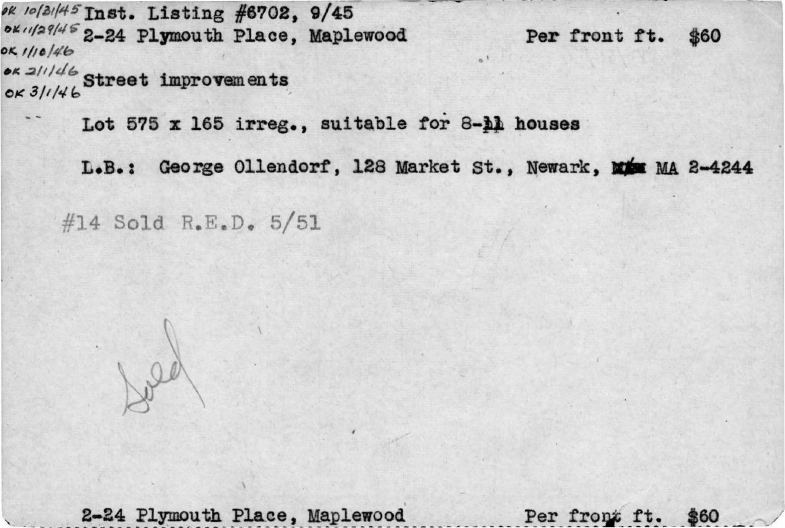 OK 10/31/45
OK 11/29/45
OK 1/10/46
OK 2/1/46
OK 3/1/46
Inst. Listing #6702, 9/45
2-24 Plymouth Place, Maplewood Per front ft. $60
Street improvements
Lot 575 x 165 irreg., suitable for 8-11 houses
L.B.: George Ollendorf, 128 Market St., Newark, MA 2-4244
#14 Sold R.E.D. 5/51
Sold
2-24 Plymouth Place, Maplewood Per front ft. $60